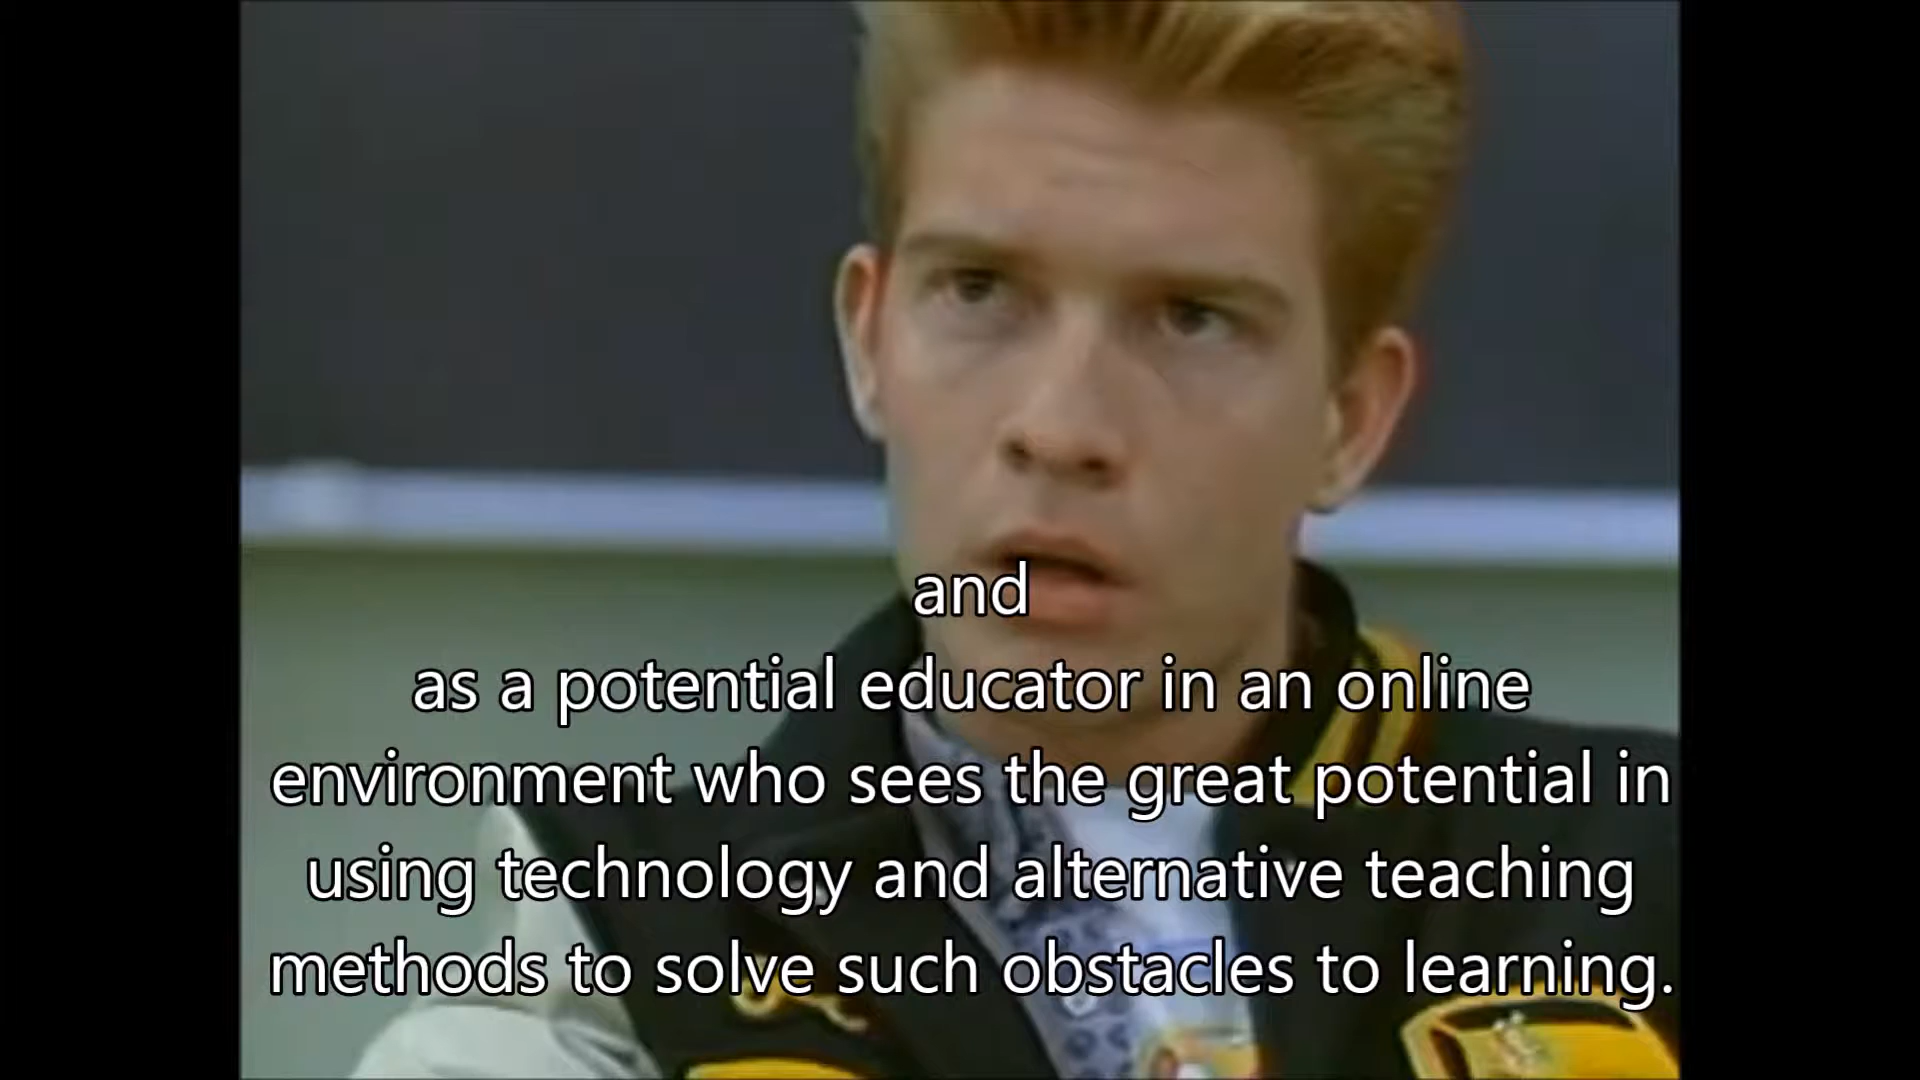 and
as a potential educator in an online
environment who sees the great potential in
using technology and alternative teaching
methods to solve such obstacles to learning.